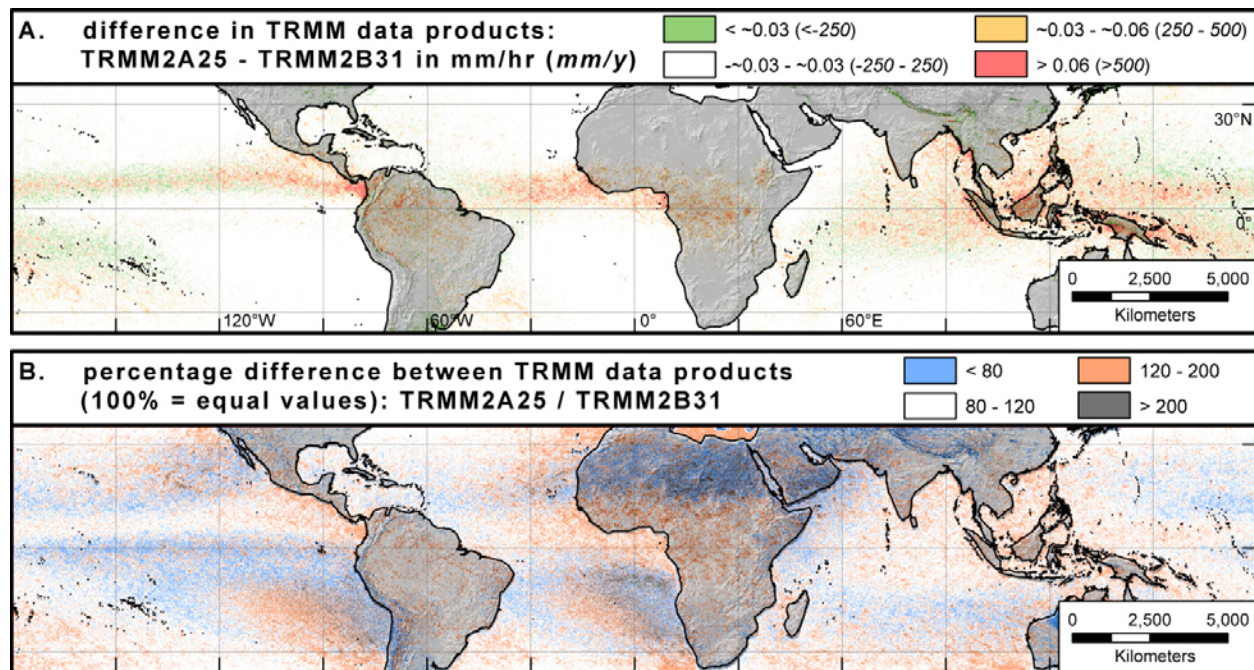 A. difference in TRMM data products:
TRMM2A25 - TRMM2B31 in mm/hr (mm/y)
< ~0.03 (<-250)
~0.03 - ~0.06 (250 - 500)
-~0.03 - ~0.03 (-250 - 250)
> 0.06 (>500)
30°N
0°
120°W
60°W
0°
60°E
0 2,500 5,000
Kilometers
B. percentage difference between TRMM data products
(100% = equal values): TRMM2A25 / TRMM2B31
< 80
120 - 200
80 - 120
> 200
0 2,500 5,000
Kilometers